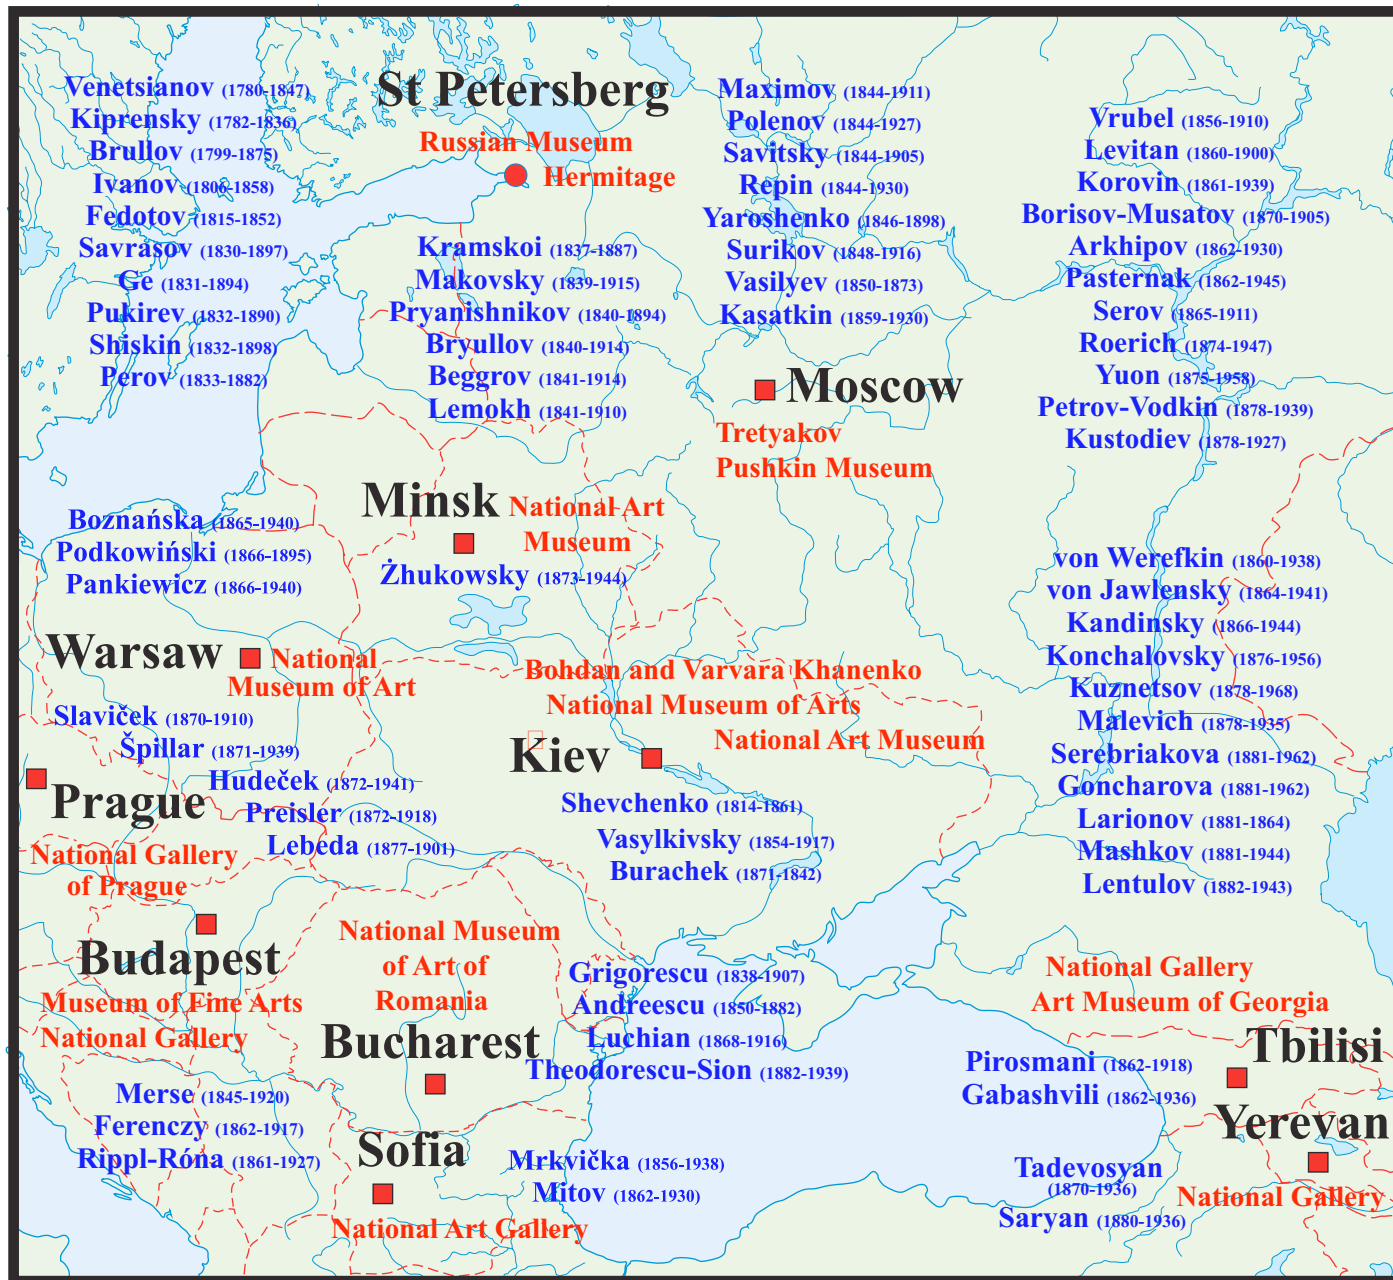 Venetsianov (1780-1847)
Kiprensky (1782-1836)
Brullov (1799-1875)
Ivanov (1806-1858)
Fedotov (1815-1852)
Savrasov (1830-1897)
Ge (1831-1894)
Pukirev (1832-1890)
Shiskin (1832-1898)
Perov (1833-1882)
St Petersberg
Russian Museum
Hermitage
Kramskoi (1837-1887)
Makovsky (1839-1915)
Pryanishnikov (1840-1894)
Bryullov (1840-1914)
Beggrov (1841-1914)
Lemokh (1841-1910)
Maximov (1844-1911)
Polenov (1844-1927)
Savitsky (1844-1905)
Repin (1844-1930)
Yaroshenko (1846-1898)
Surikov (1848-1916)
Vasilyev (1850-1873)
Kasatkin (1859-1930)
Moscow
Tretyakov
Pushkin Museum
Vrubel (1856-1910)
Levitan (1860-1900)
Korovin (1861-1939)
Borisov-Musatov (1870-1905)
Arkhipov (1862-1930)
Pasternak (1862-1945)
Serov (1865-1911)
Roerich (1874-1947)
Yuon (1875-1958)
Petrov-Vodkin (1878-1939)
Kustodiev (1878-1927)
Minsk
National Art
Museum
Żhukowsky (1873-1944)
Boznańska (1865-1940)
Podkowiński (1866-1895)
Pankiewicz (1866-1940)
Warsaw
National
Museum of Art
Slaviček (1870-1910)
Špillar (1871-1939)
Hudeček (1872-1941)
Preisler (1872-1918)
Lebeda (1877-1901)
Prague
National Gallery
of Prague
Bohdan and Varvara Khanenko
National Museum of Arts
National Art Museum
Kiev
Shevchenko (1814-1861)
Vasylkivsky (1854-1917)
Burachek (1871-1842)
von Werefkin (1860-1938)
von Jawlensky (1864-1941)
Kandinsky (1866-1944)
Konchalovsky (1876-1956)
Kuznetsov (1878-1968)
Malevich (1878-1935)
Serebriakova (1881-1962)
Goncharova (1881-1962)
Larionov (1881-1864)
Mashkov (1881-1944)
Lentulov (1882-1943)
Budapest
Museum of Fine Arts
National Gallery
Merse (1845-1920)
Ferenczy (1862-1917)
Rippl-Róna (1861-1927)
National Museum
of Art of
Romania
Bucharest
Grigorescu (1838-1907)
Andreescu (1850-1882)
Luchian (1868-1916)
Theodorescu-Sion (1882-1939)
Sofia
Mrkvička (1856-1938)
Mitov (1862-1930)
National Art Gallery
National Gallery
Art Museum of Georgia
Tbilisi
Pirosmani (1862-1918)
Gabashvili (1862-1936)
Yerevan
Tadevosyan
(1870-1936)
Saryan (1880-1936)
National Gallery